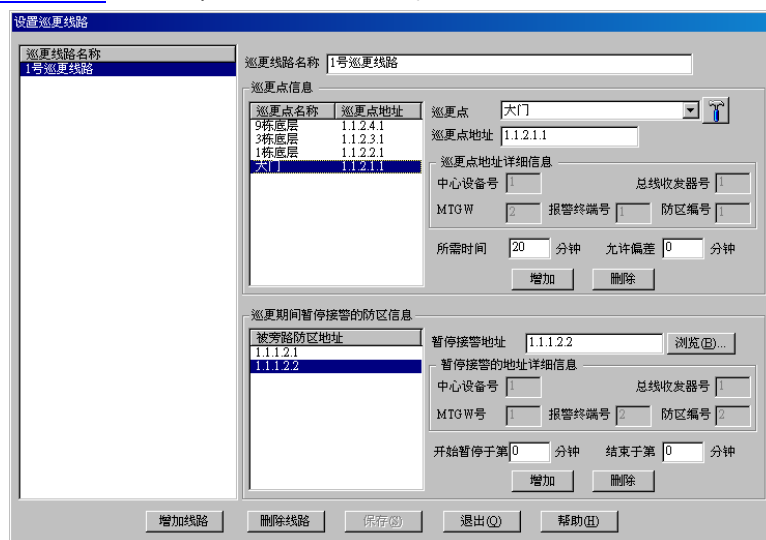 设置巡更线路
巡更线路名称
1号巡更线路
巡更线路名称 1号巡更线路
巡更点信息
巡更点名称 巡更点地址
9栋底层 1.1.2.4.1
3栋底层 1.1.2.3.1
1栋底层 1.1.2.2.1
大门 1.1.2.1.1
巡更点 大门
巡更点地址 1.1.2.1.1
巡更点地址详细信息
中心设备号 1 总线收发器号 1
MTGW 2 报警终端号 1 防区编号 1
所需时间 20 分钟 允许偏差 0 分钟
增加 删除
巡更期间暂停接警的防区信息
被旁路防区地址
1.1.1.2.1
1.1.1.2.2
暂停接警地址 1.1.1.2.2 浏览(B)...
暂停接警的地址详细信息
中心设备号 1 总线收发器号 1
MTGW号 1 报警终端号 2 防区编号 2
开始暂停于第 0 分钟 结束于第 0 分钟
增加 删除
增加线路 删除线路 保存(S) 退出(Q) 帮助(H)